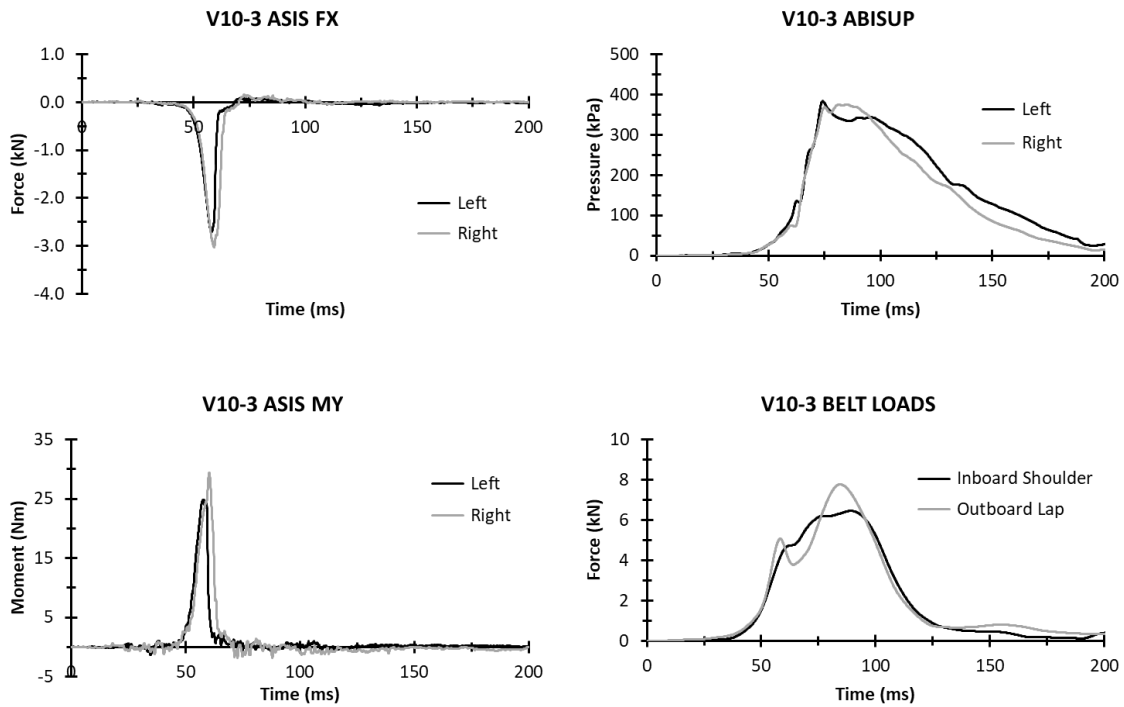 V10-3 ASIS FX
1.0
0.0
-1.0
-2.0
-3.0
-4.0
Force (kN)
0
50
100
150
200
Left
Right
Time (ms)
V10-3 ABISUP
500
400
300
200
100
0
Pressure (kPa)
Left
Right
0
50
100
150
200
Time (ms)
V10-3 ASIS MY
35
25
15
5
-5
Moment (Nm)
Left
Right
0
50
100
150
200
Time (ms)
V10-3 BELT LOADS
10
8
6
4
2
0
Force (kN)
Inboard Shoulder
Outboard Lap
0
50
100
150
200
Time (ms)